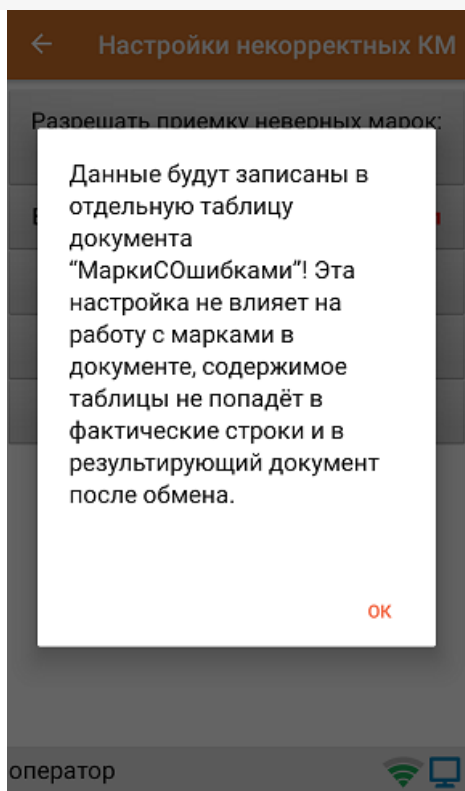 Настройки некорректных КМ
Разрешать приемку неверных марок:
Данные будут записаны в
отдельную таблицу
документа
“МаркиСОшибками”! Эта
настройка не влияет на
работу с марками в
документе, содержимое
таблицы не попадёт в
фактические строки и в
результирующий документ
после обмена.
ОК
оператор